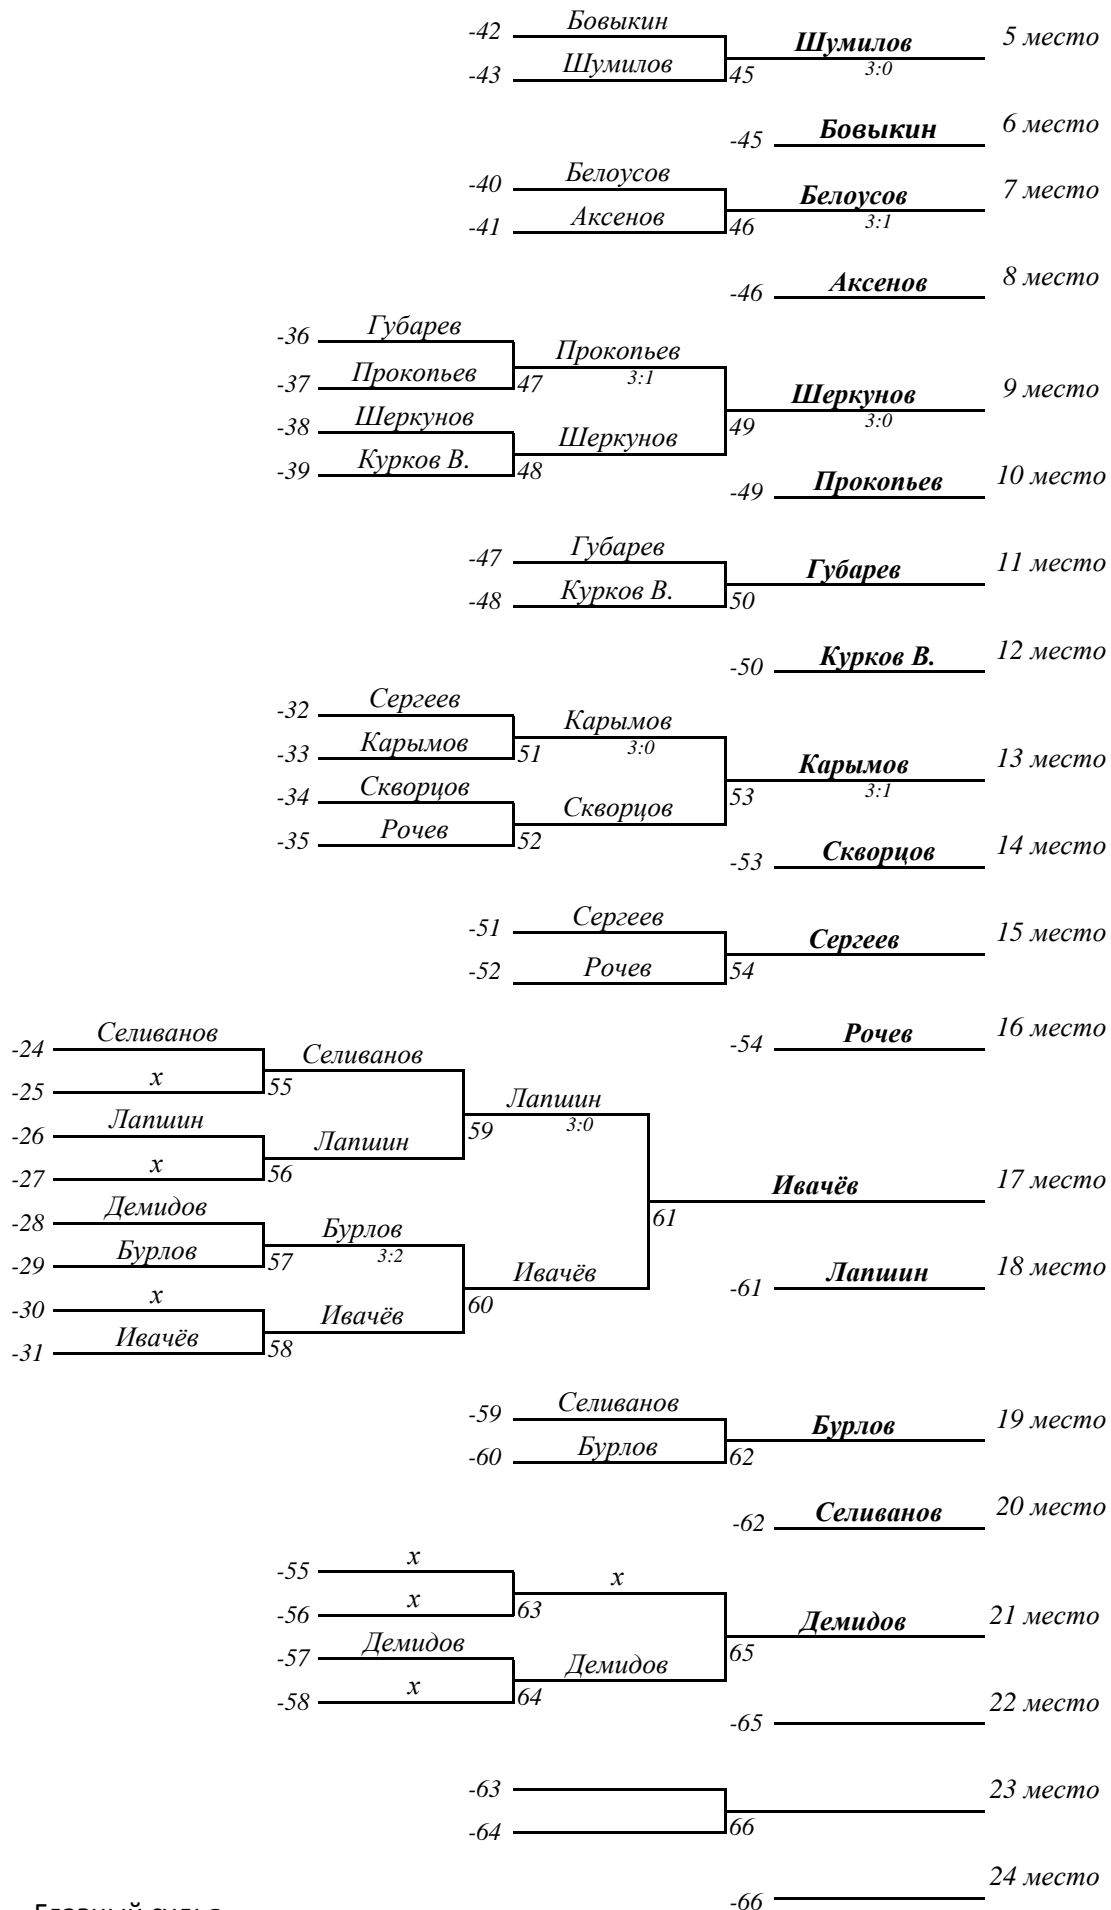 -42 Бовыкин
Шумилов 5 место
-43 Шумилов 45 3:0
-45 Бовыкин 6 место
-40 Белоусов
Белоусов 7 место
-41 Аксенов 46 3:1
-46 Аксенов 8 место
-36 Губарев
Прокопьев
-37 Прокопьев 47 3:1
Шеркунов 9 место
-38 Шеркунов 49 3:0
Шеркунов
-39 Курков В. 48
-49 Прокопьев 10 место
-47 Губарев
Губарев 11 место
-48 Курков В. 50
-50 Курков В. 12 место
-32 Сергеев
Карымов
-33 Карымов 51 3:0
Карымов 13 место
-34 Скворцов 53 3:1
Скворцов
-35 Рочев 52
-53 Скворцов 14 место
-51 Сергеев
Сергеев 15 место
-52 Рочев 54
-54 Рочев 16 место
-24 Селиванов
Селиванов
-25 х 55
Лапшин
-26 Лапшин 59 3:0
Лапшин
-27 х 56
Ивачёв 17 место
-28 Демидов 61
Бурлов
-29 Бурлов 57 3:2
Ивачёв
-61 Лапшин 18 место
-30 х 60
Ивачёв
-31 Ивачёв 58
-59 Селиванов
Бурлов 19 место
-60 Бурлов 62
-62 Селиванов 20 место
-55 х
х
-56 х 63
Демидов 21 место
-57 Демидов 65
Демидов
-58 х 64
-65 22 место
-63
23 место
-64 66
-66 24 место